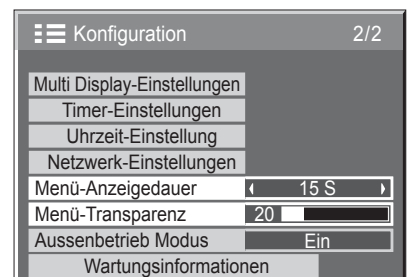 Konfiguration 2/2
Multi Display-Einstellungen
Timer-Einstellungen
Uhrzeit-Einstellung
Netzwerk-Einstellungen
Menü-Anzeigedauer 15 S
Menü-Transparenz 20
Aussenbetrieb Modus Ein
Wartungsinformationen